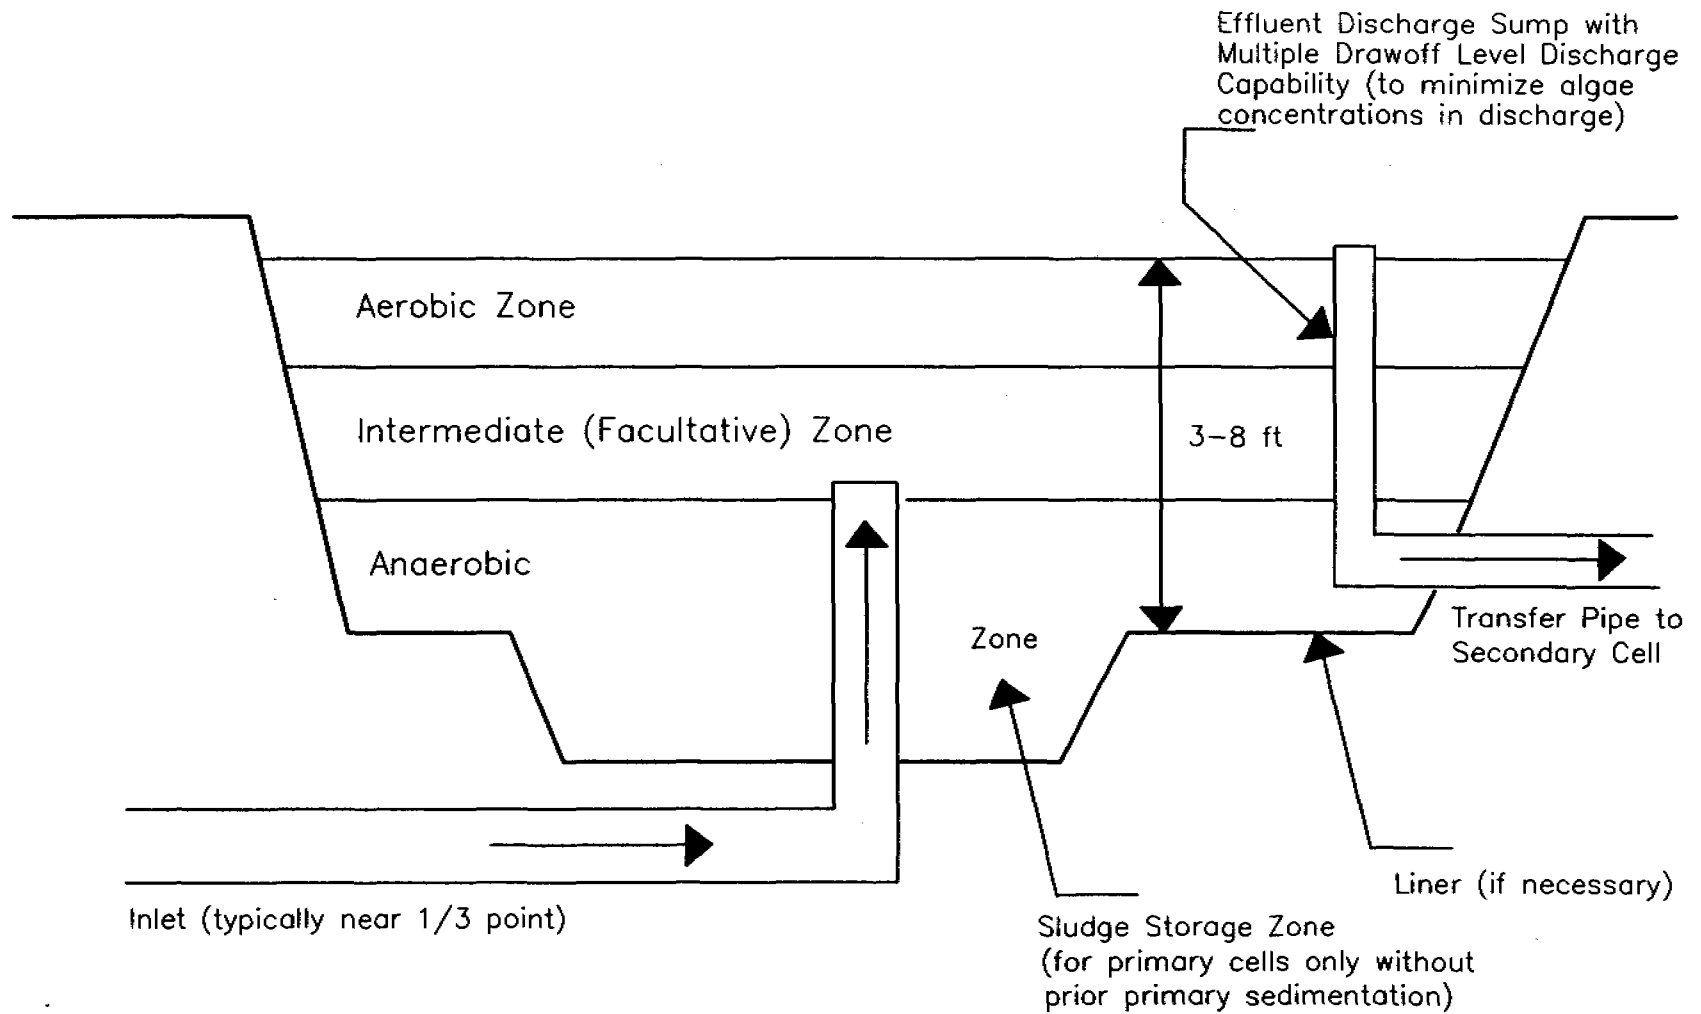 Effluent Discharge Sump with
Multiple Drawoff Level Discharge
Capability (to minimize algae
concentrations in discharge)
Aerobic Zone
Intermediate (Facultative) Zone
3-8 ft
Anaerobic
Zone
Transfer Pipe to
Secondary Cell
Liner (if necessary)
Inlet (typically near 1/3 point)
Sludge Storage Zone
(for primary cells only without
prior primary sedimentation)